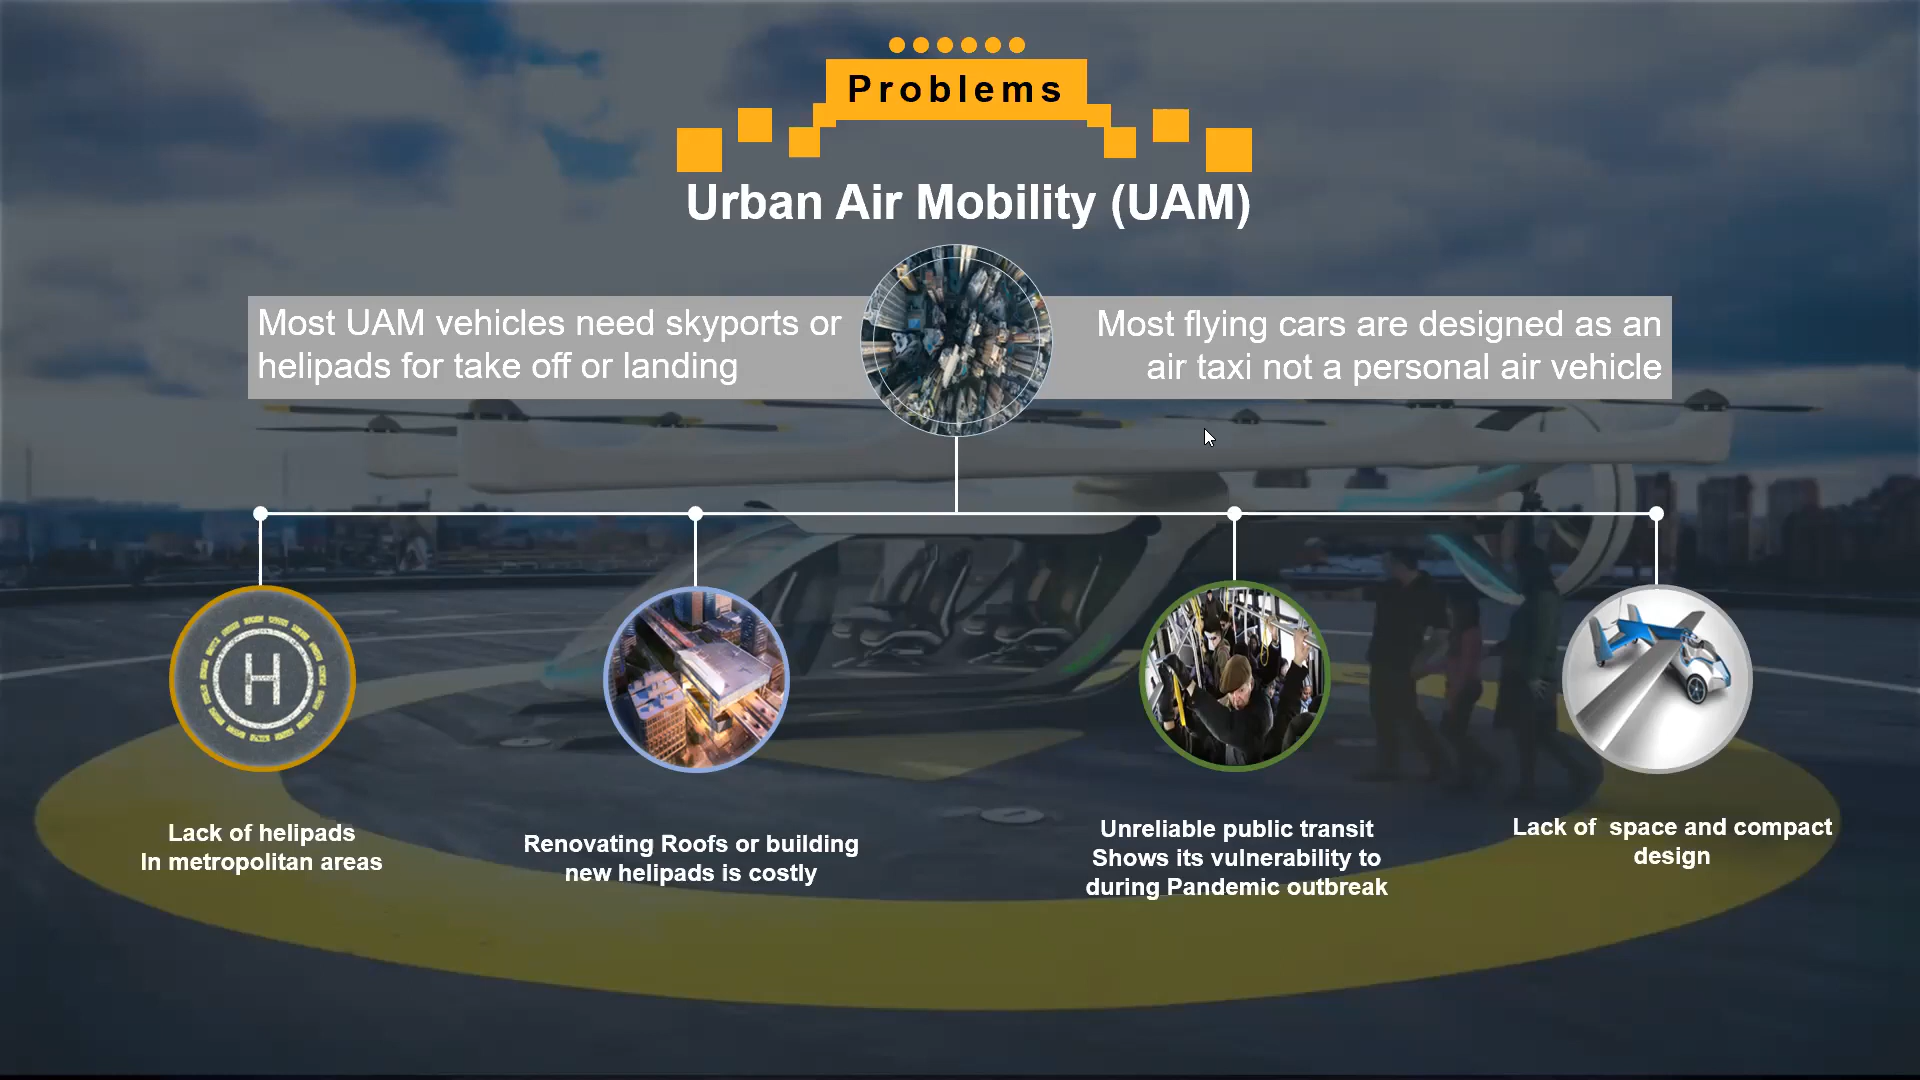 Problems
Urban Air Mobility (UAM)
Most UAM vehicles need skyports or
helipads for take off or landing
Most flying cars are designed as an
air taxi not a personal air vehicle
H
Lack of helipads
In metropolitan areas
Renovating Roofs or building
new helipads is costly
Unreliable public transit
Shows its vulnerability to
during Pandemic outbreak
Lack of  space and compact
design